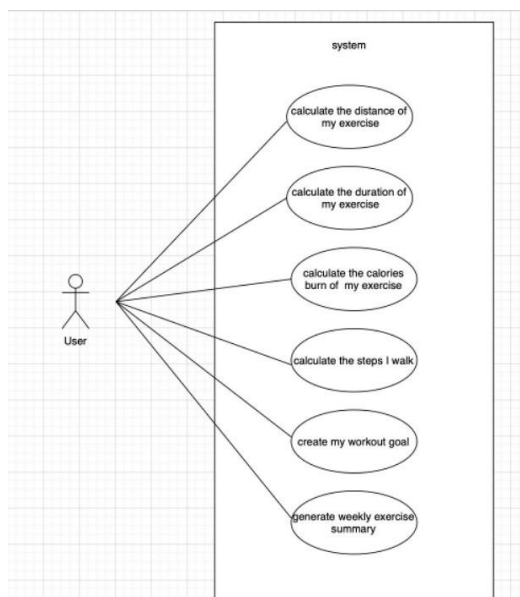 system
calculate the distance of
my exercise
calculate the duration of
my exercise
calculate the calories
burn of my exercise
User
calculate the steps I walk
create my workout goal
generate weekly exercise
summary